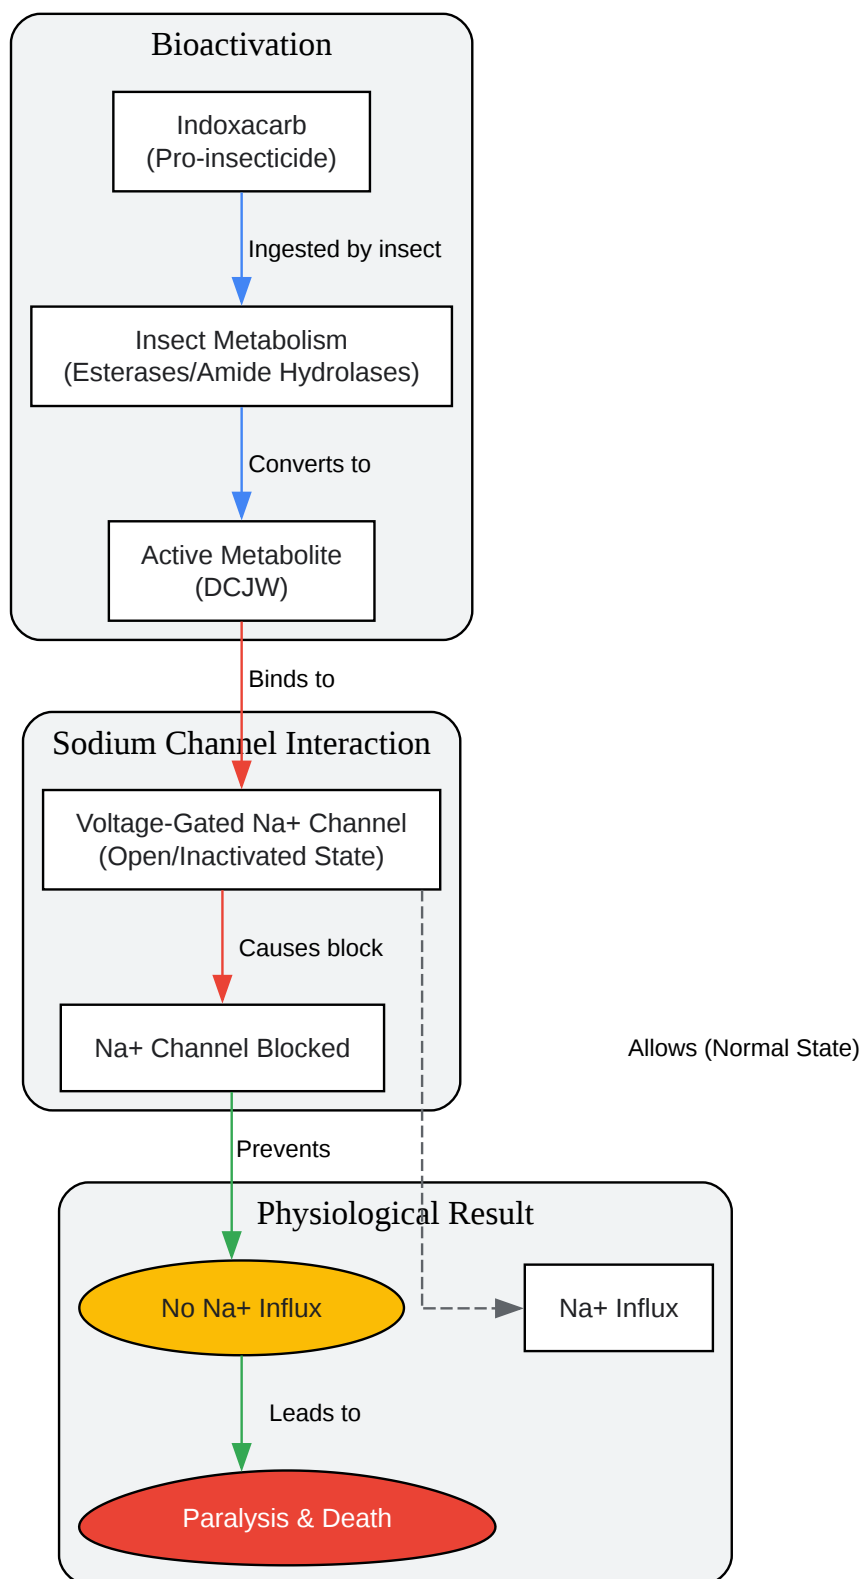 Bioactivation
Indoxacarb
(Pro-insecticide)
Ingested by insect
Insect Metabolism
(Esterases/Amide Hydrolases)
Converts to
Active Metabolite
(DCJW)
Binds to
Sodium Channel Interaction
Voltage-Gated Na+ Channel
(Open/Inactivated State)
Causes block
Na+ Channel Blocked
Allows (Normal State)
Prevents
Physiological Result
No Na+ Influx
Na+ Influx
Leads to
Paralysis & Death